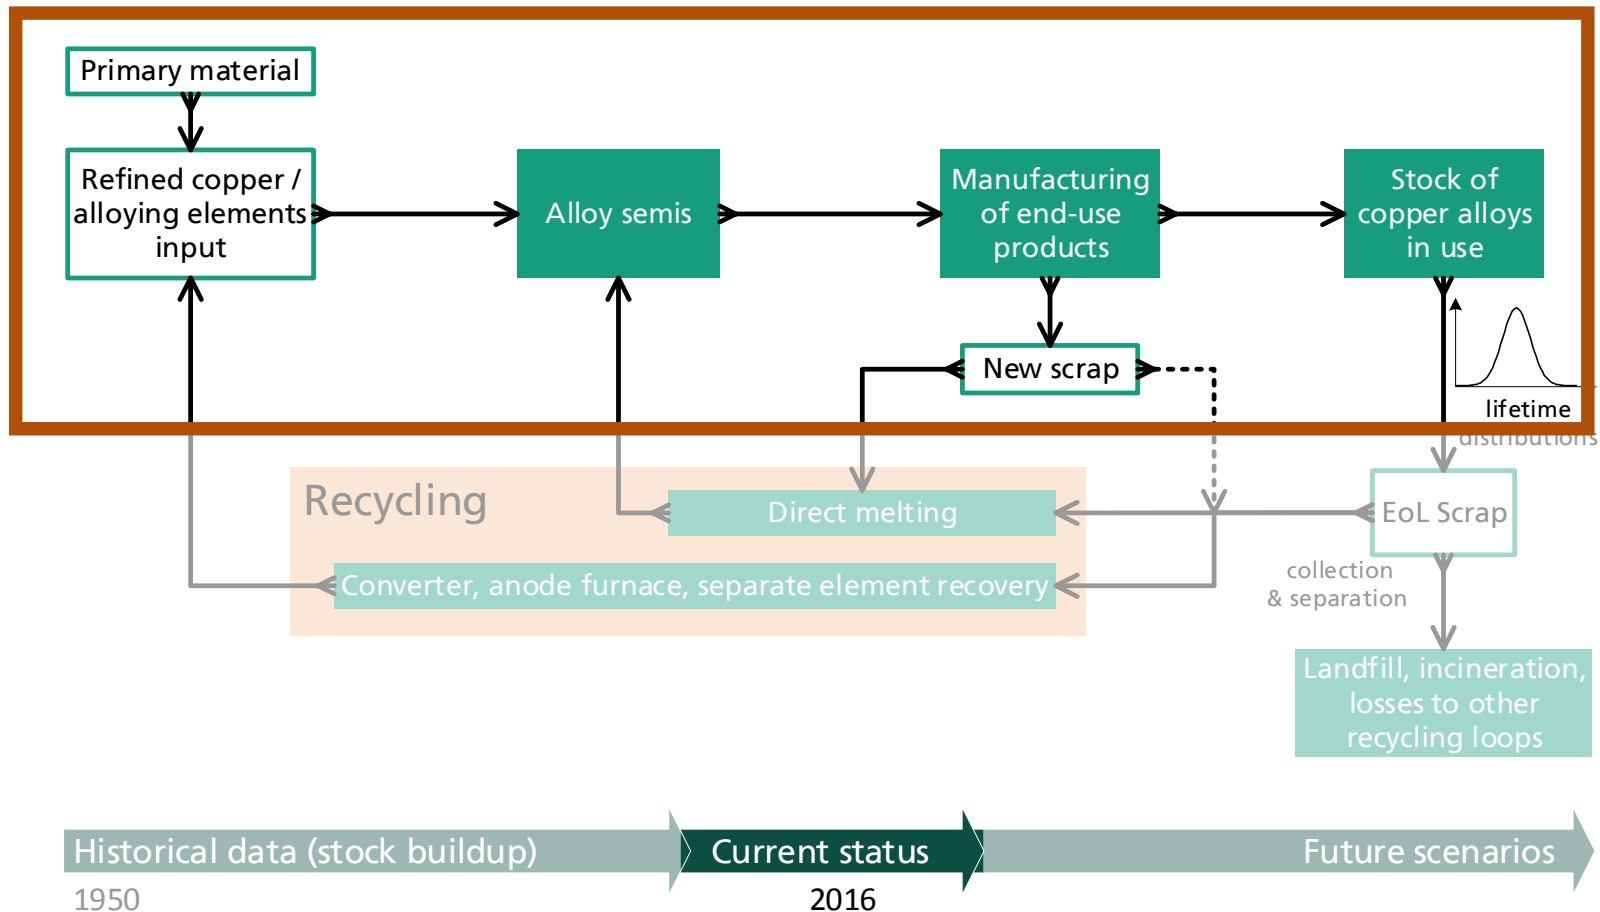 Primary material
Refined copper /
alloying elements
input
Alloy semis
Manufacturing
of end-use
products
Stock of
copper alloys
in use
New scrap
lifetime
distributions
Recycling
Direct melting
EoL Scrap
Converter, anode furnace, separate element recovery
collection
& separation
Landfill, incineration,
losses to other
recycling loops
Historical data (stock buildup)
Current status
Future scenarios
1950
2016